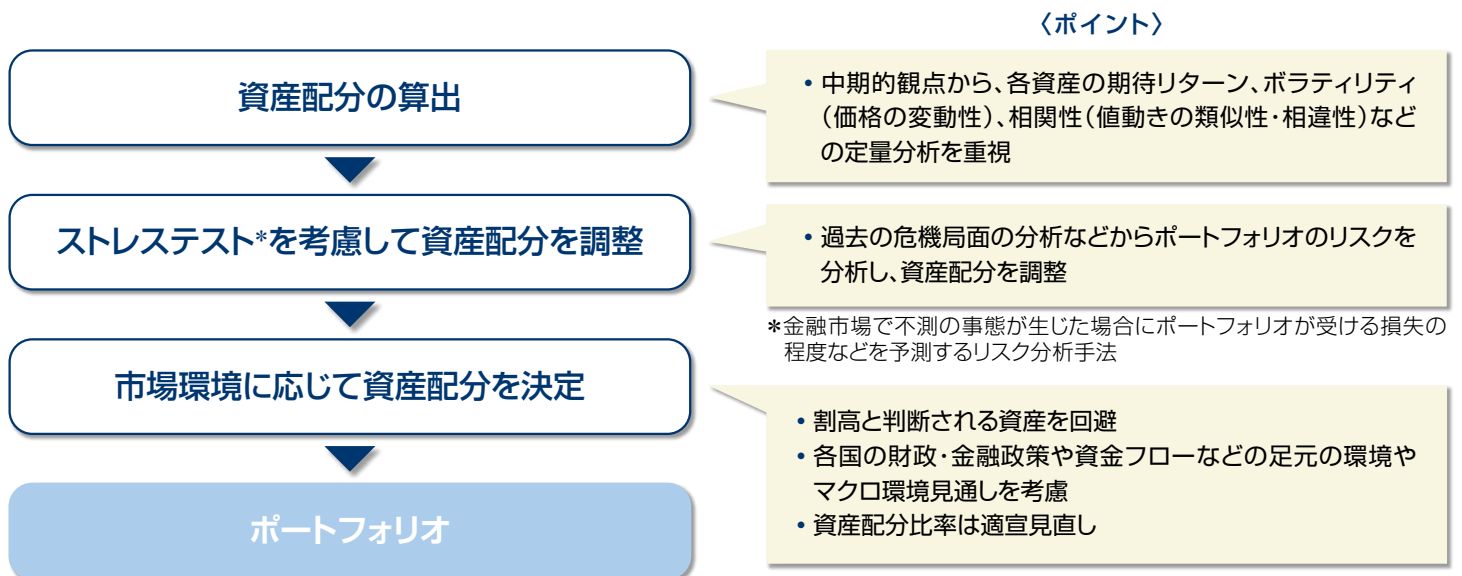 〈ポイント〉
資産配分の算出
• 中期的観点から、各資産の期待リターン、ボラティリティ
(価格の変動性)、相関性(値動きの類似性・相違性)など
の定量分析を重視
ストレステスト*を考慮して資産配分を調整
• 過去の危機局面の分析などからポートフォリオのリスクを
分析し、資産配分を調整
*金融市場で不測の事態が生じた場合にポートフォリオが受ける損失の
程度などを予測するリスク分析手法
市場環境に応じて資産配分を決定
• 割高と判断される資産を回避
• 各国の財政・金融政策や資金フローなどの足元の環境や
マクロ環境見通しを考慮
• 資産配分比率は適宜見直し
ポートフォリオ